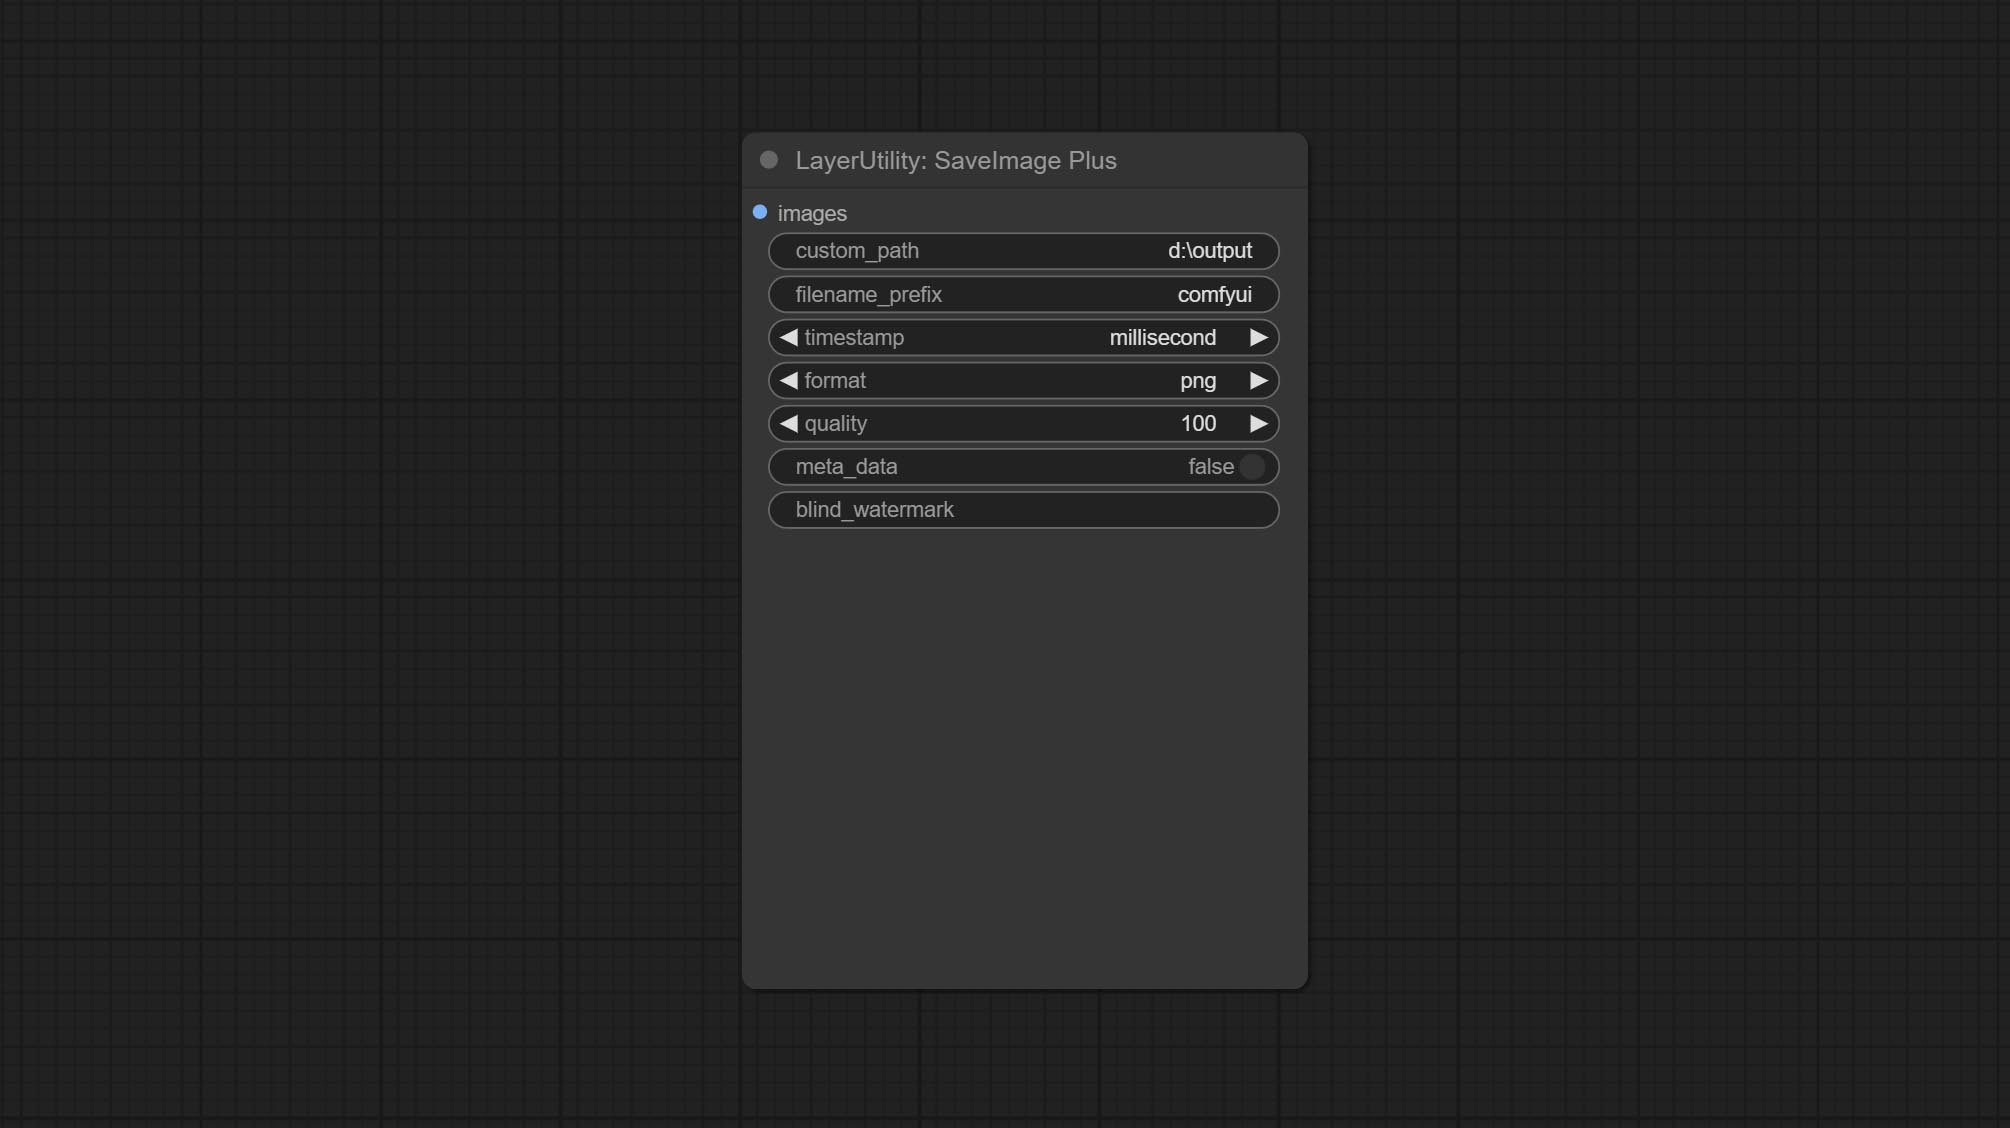 LayerUtility: SaveImage Plus
images
custom_path d:\output
filename_prefix comfyui
timestamp millisecond
format png
quality 100
meta_data false
blind_watermark